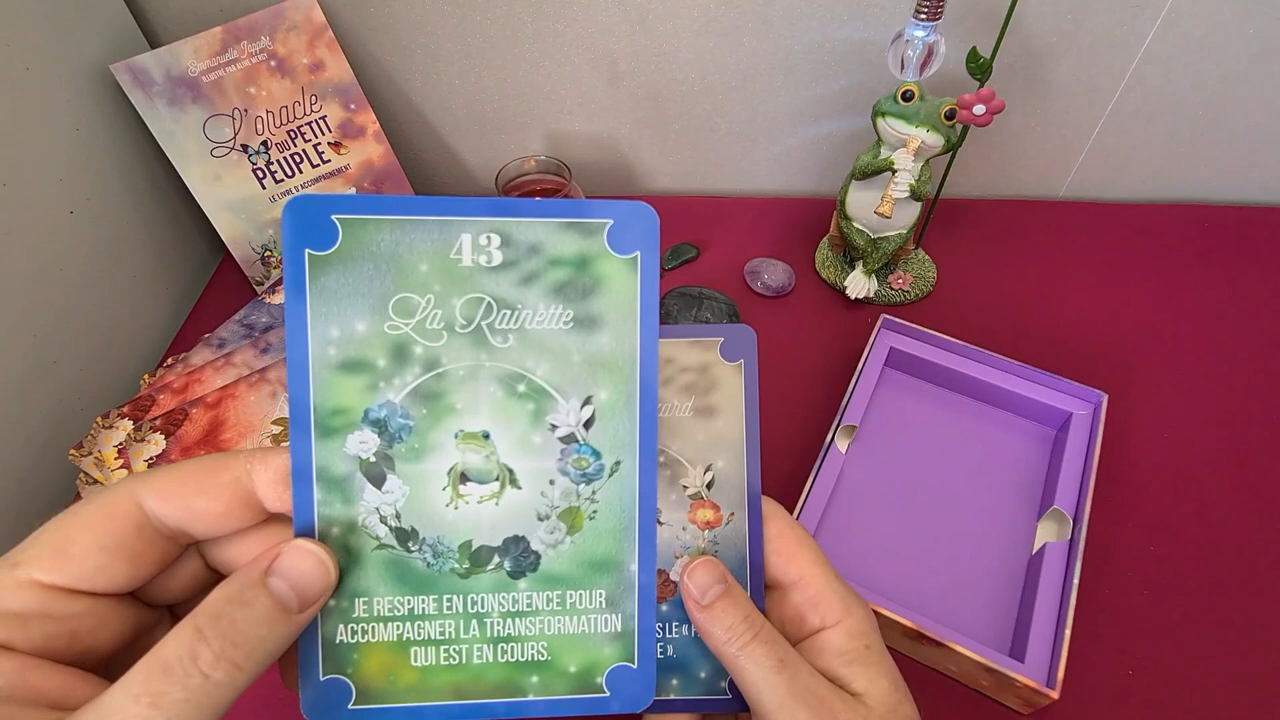 Emmanuelle Iappert
ILLUSTRÉ PAR ALINE MERCY
L'oracle
DU PETIT
PEUPLE
LE LIVRE D'ACCOMPAGNEMENT
43
La Rainette
JE RESPIRE EN CONSCIENCE POUR
ACCOMPAGNER LA TRANSFORMATION
QUI EST EN COURS.